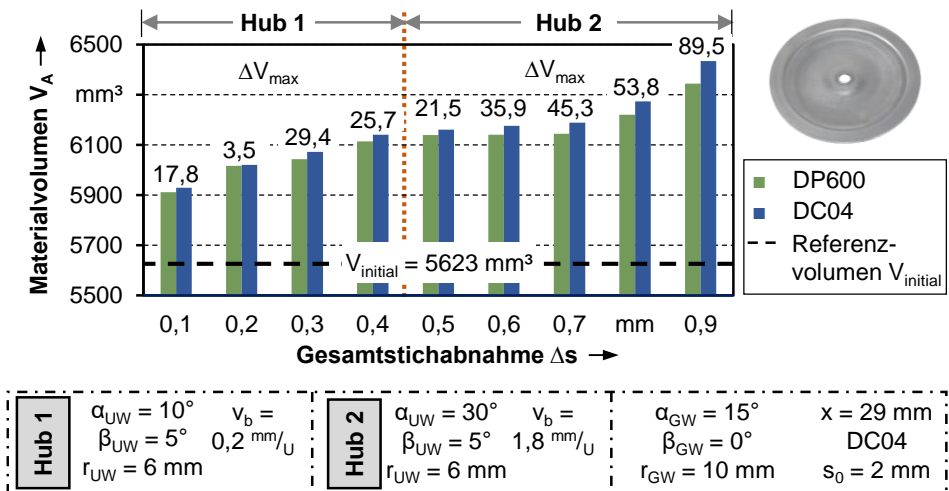 Hub 1 Hub 2
Materialvolumen V_A
6500
mm³
6100
5900
5700
5500
ΔV_max ΔV_max
17,8 3,5 29,4 25,7 21,5 35,9 45,3 53,8 89,5
V_initial = 5623 mm³
0,1 0,2 0,3 0,4 0,5 0,6 0,7 mm 0,9
Gesamtstichabnahme Δs
DP600
DC04
Referenz-
volumen V_initial
Hub 1
α_UW = 10° v_b =
β_UW = 5° 0,2 mm/U
r_UW = 6 mm
Hub 2
α_UW = 30° v_b =
β_UW = 5° 1,8 mm/U
r_UW = 6 mm
α_GW = 15° x = 29 mm
β_GW = 0° DC04
r_GW = 10 mm s_0 = 2 mm